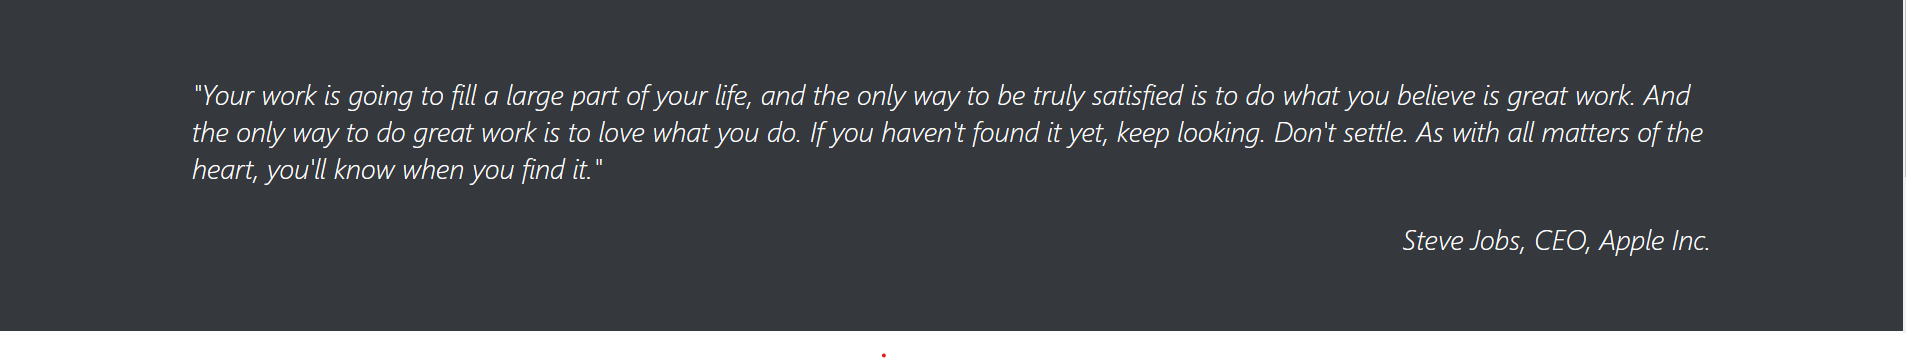 "Your work is going to fill a large part of your life, and the only way to be truly satisfied is to do what you believe is great work. And
the only way to do great work is to love what you do. If you haven't found it yet, keep looking. Don't settle. As with all matters of the
heart, you'll know when you find it."
Steve Jobs, CEO, Apple Inc.